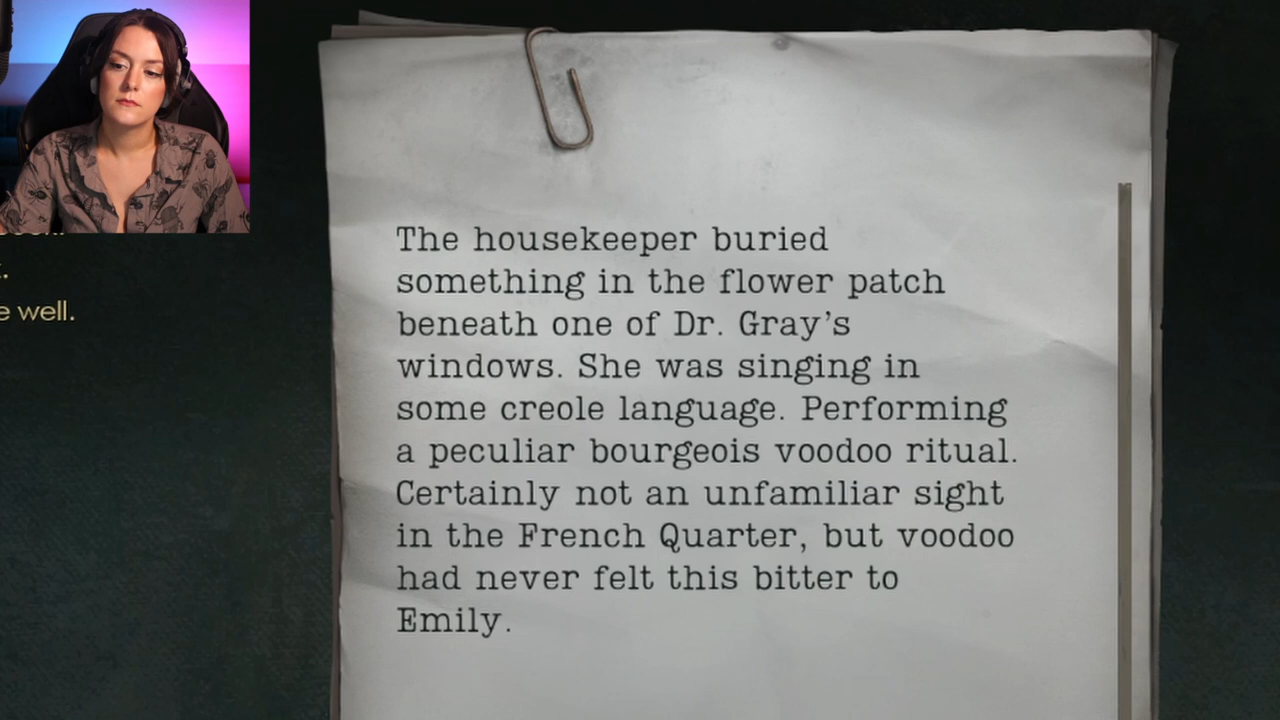 e well.
The housekeeper buried
something in the flower patch
beneath one of Dr. Gray’s
windows. She was singing in
some creole language. Performing
a peculiar bourgeois voodoo ritual.
Certainly not an unfamiliar sight
in the French Quarter, but voodoo
had never felt this bitter to
Emily.